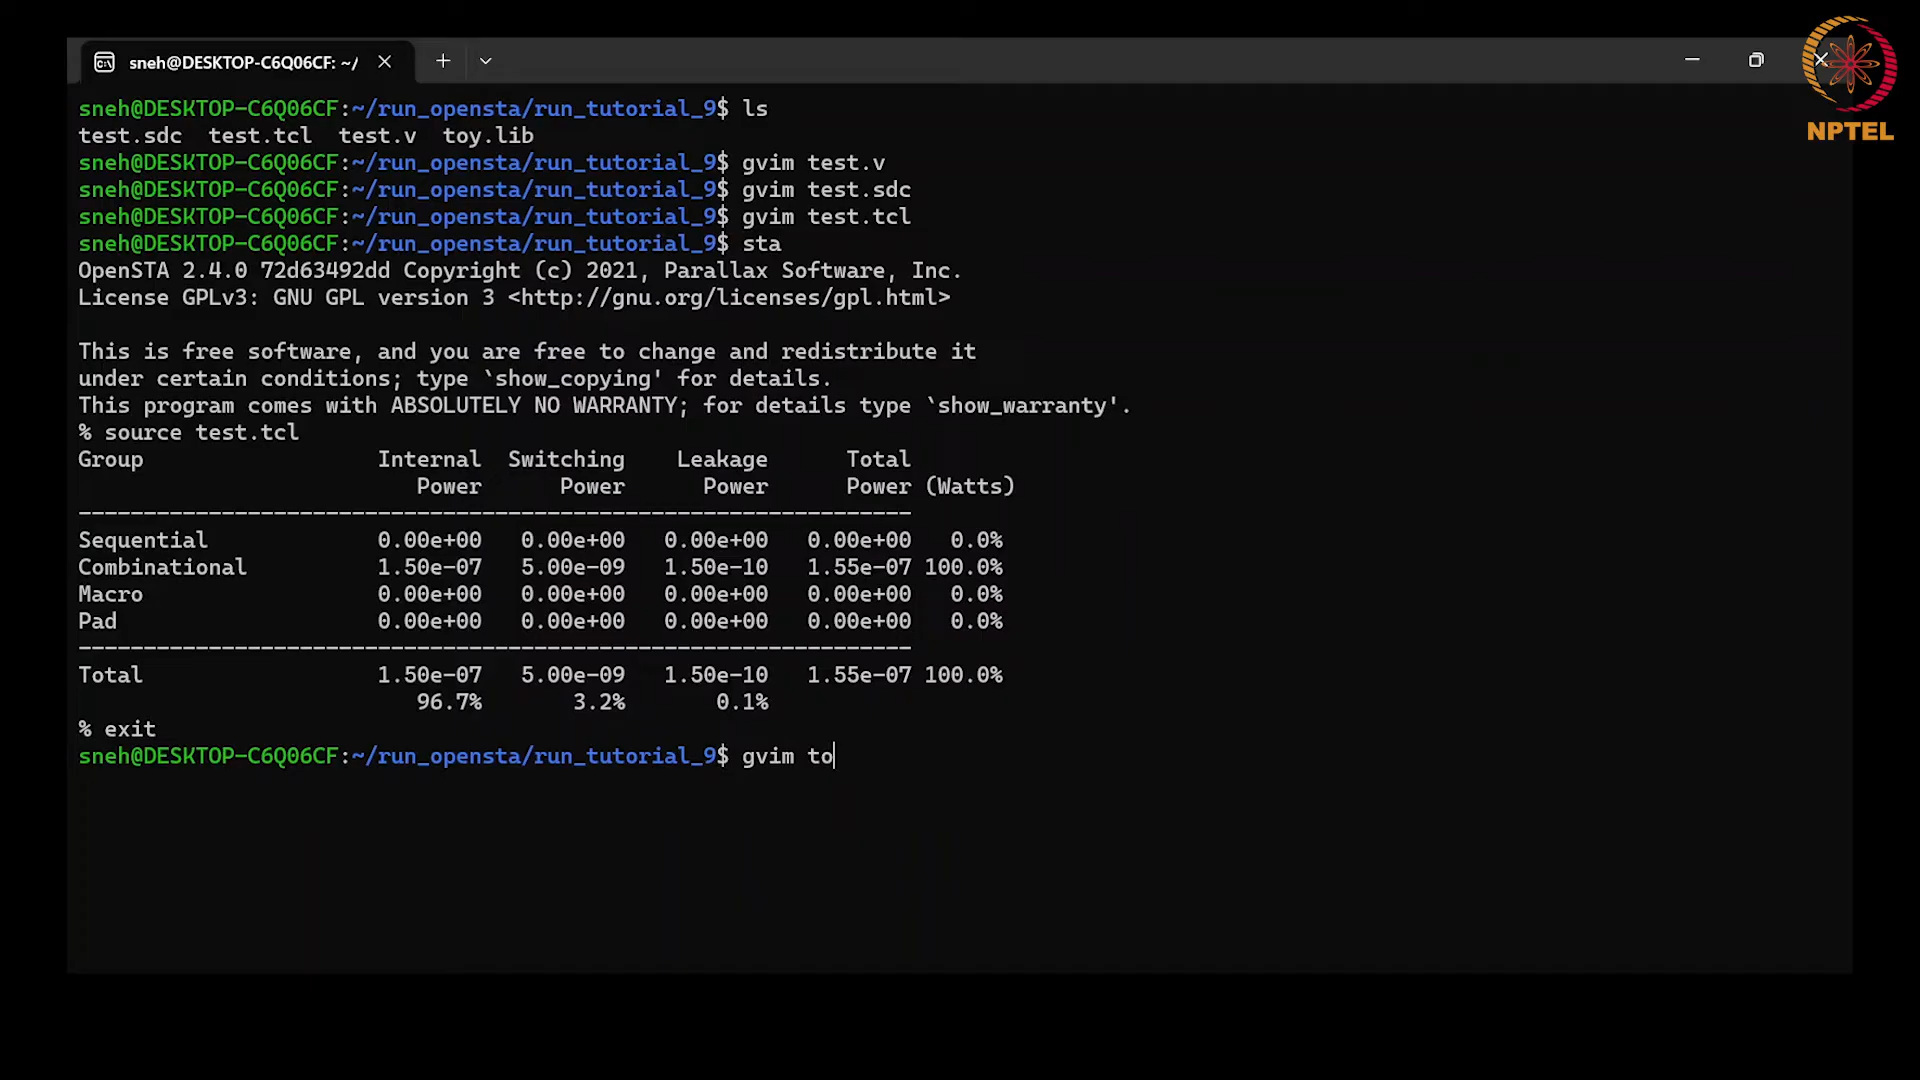 sneh@DESKTOP-C6Q06CF: ~/
NPTEL
sneh@DESKTOP-C6Q06CF:~/run_opensta/run_tutorial_9$ ls
test.sdc  test.tcl  test.v  toy.lib
sneh@DESKTOP-C6Q06CF:~/run_opensta/run_tutorial_9$ gvim test.v
sneh@DESKTOP-C6Q06CF:~/run_opensta/run_tutorial_9$ gvim test.sdc
sneh@DESKTOP-C6Q06CF:~/run_opensta/run_tutorial_9$ gvim test.tcl
sneh@DESKTOP-C6Q06CF:~/run_opensta/run_tutorial_9$ sta
OpenSTA 2.4.0 72d63492dd Copyright (c) 2021, Parallax Software, Inc.
License GPLv3: GNU GPL version 3 <http://gnu.org/licenses/gpl.html>

This is free software, and you are free to change and redistribute it
under certain conditions; type `show_copying' for details.
This program comes with ABSOLUTELY NO WARRANTY; for details type `show_warranty'.
% source test.tcl
Group                  Internal  Switching    Leakage      Total
                          Power      Power      Power      Power (Watts)
----------------------------------------------------------------
Sequential             0.00e+00   0.00e+00   0.00e+00   0.00e+00   0.0%
Combinational          1.50e-07   5.00e-09   1.50e-10   1.55e-07 100.0%
Macro                  0.00e+00   0.00e+00   0.00e+00   0.00e+00   0.0%
Pad                    0.00e+00   0.00e+00   0.00e+00   0.00e+00   0.0%
----------------------------------------------------------------
Total                  1.50e-07   5.00e-09   1.50e-10   1.55e-07 100.0%
                          96.7%       3.2%       0.1%
% exit
sneh@DESKTOP-C6Q06CF:~/run_opensta/run_tutorial_9$ gvim to